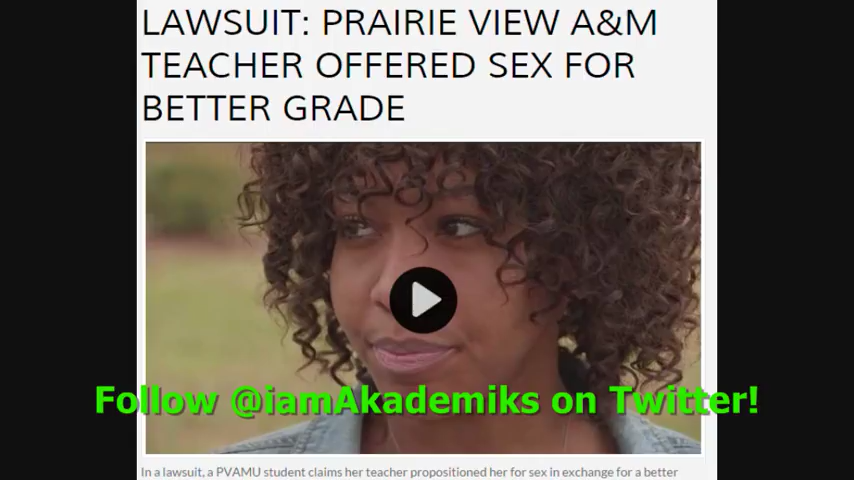 LAWSUIT: PRAIRIE VIEW A&M
TEACHER OFFERED SEX FOR
BETTER GRADE
Follow @iamAkademiks on Twitter!
In a lawsuit, a PVAMU student claims her teacher propositioned her for sex in exchange for a better